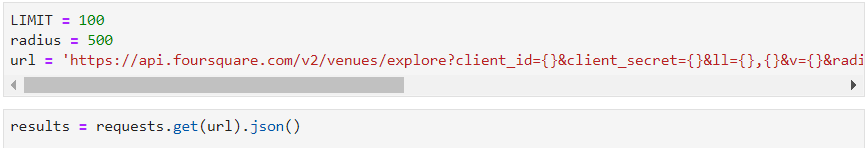 LIMIT = 100
radius = 500
url = 'https://api.foursquare.com/v2/venues/explore?client_id={}&client_secret={}&ll={},{}&v={}&radi
results = requests.get(url).json()